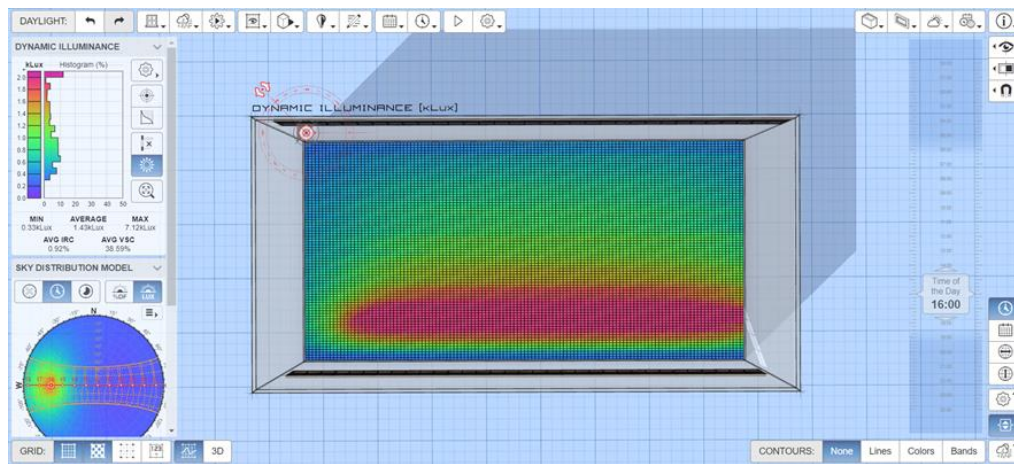 DAYLIGHT:
DYNAMIC ILLUMINANCE
kLux Histogram (%)
2.0
1.8
1.6
1.4
1.2
1.0
0.8
0.6
0.4
0.2
0.0
0 10 20 30 40 50
MIN AVERAGE MAX
0.33kLux 1.43kLux 7.12kLux
AVG IRC AVG VSC
0.92% 38.59%
SKY DISTRIBUTION MODEL
%DF LUX
N
W
DYNAMIC ILLUMINANCE [kLux]
Time of
the Day
16:00
GRID: 123 3D
CONTOURS: None Lines Colors Bands